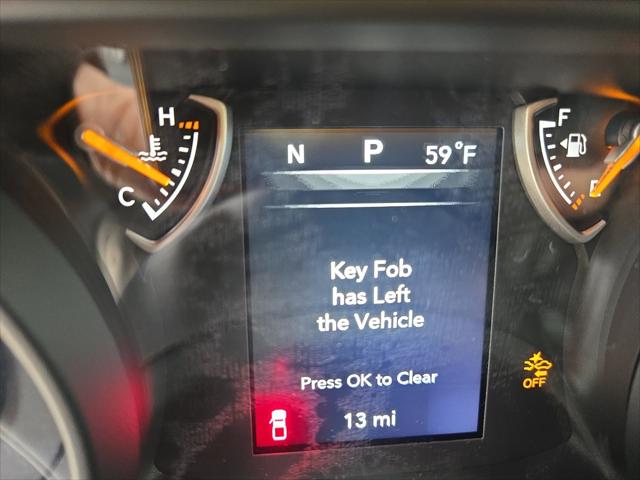 H
F
N P 59°F
C
E
Key Fob
has Left
the Vehicle
Press OK to Clear
OFF
13 mi